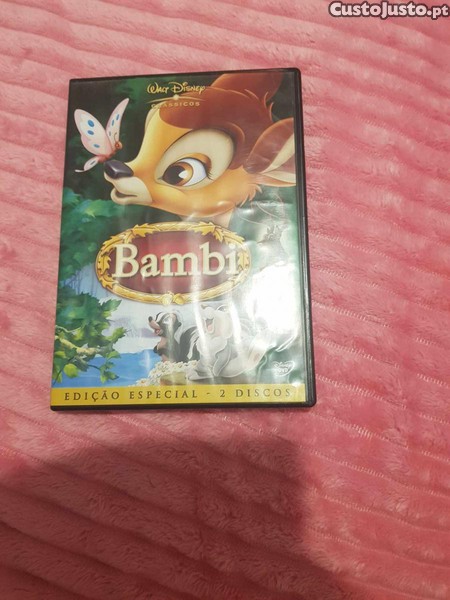 CustoJusto.pt
Walt Disney
CLÁSSICOS
Bambi
EDIÇÃO ESPECIAL - 2 DISCOS